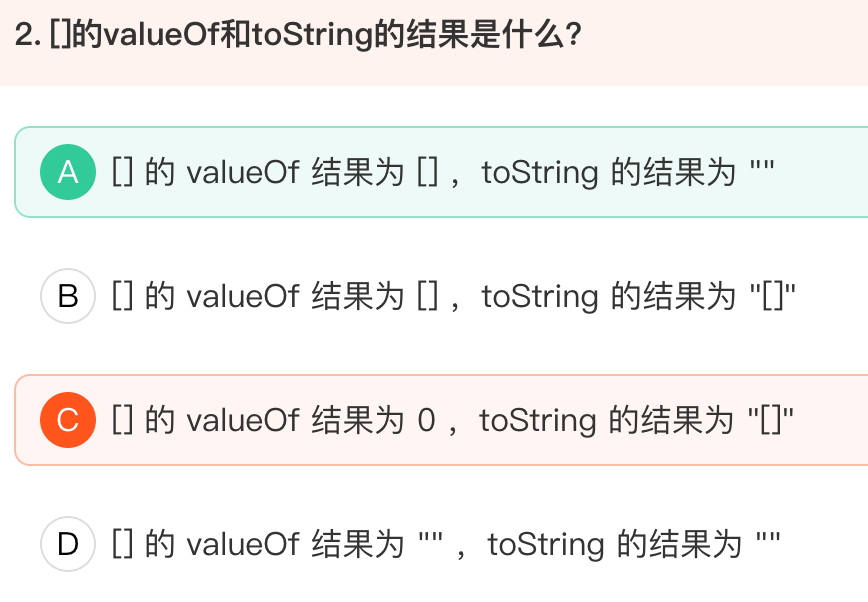 2. []的valueOf和toString的结果是什么?
A [] 的 valueOf 结果为 [] ，toString 的结果为 ""
B [] 的 valueOf 结果为 [] ，toString 的结果为 "[]"
C [] 的 valueOf 结果为 0 ，toString 的结果为 "[]"
D [] 的 valueOf 结果为 "" ，toString 的结果为 ""